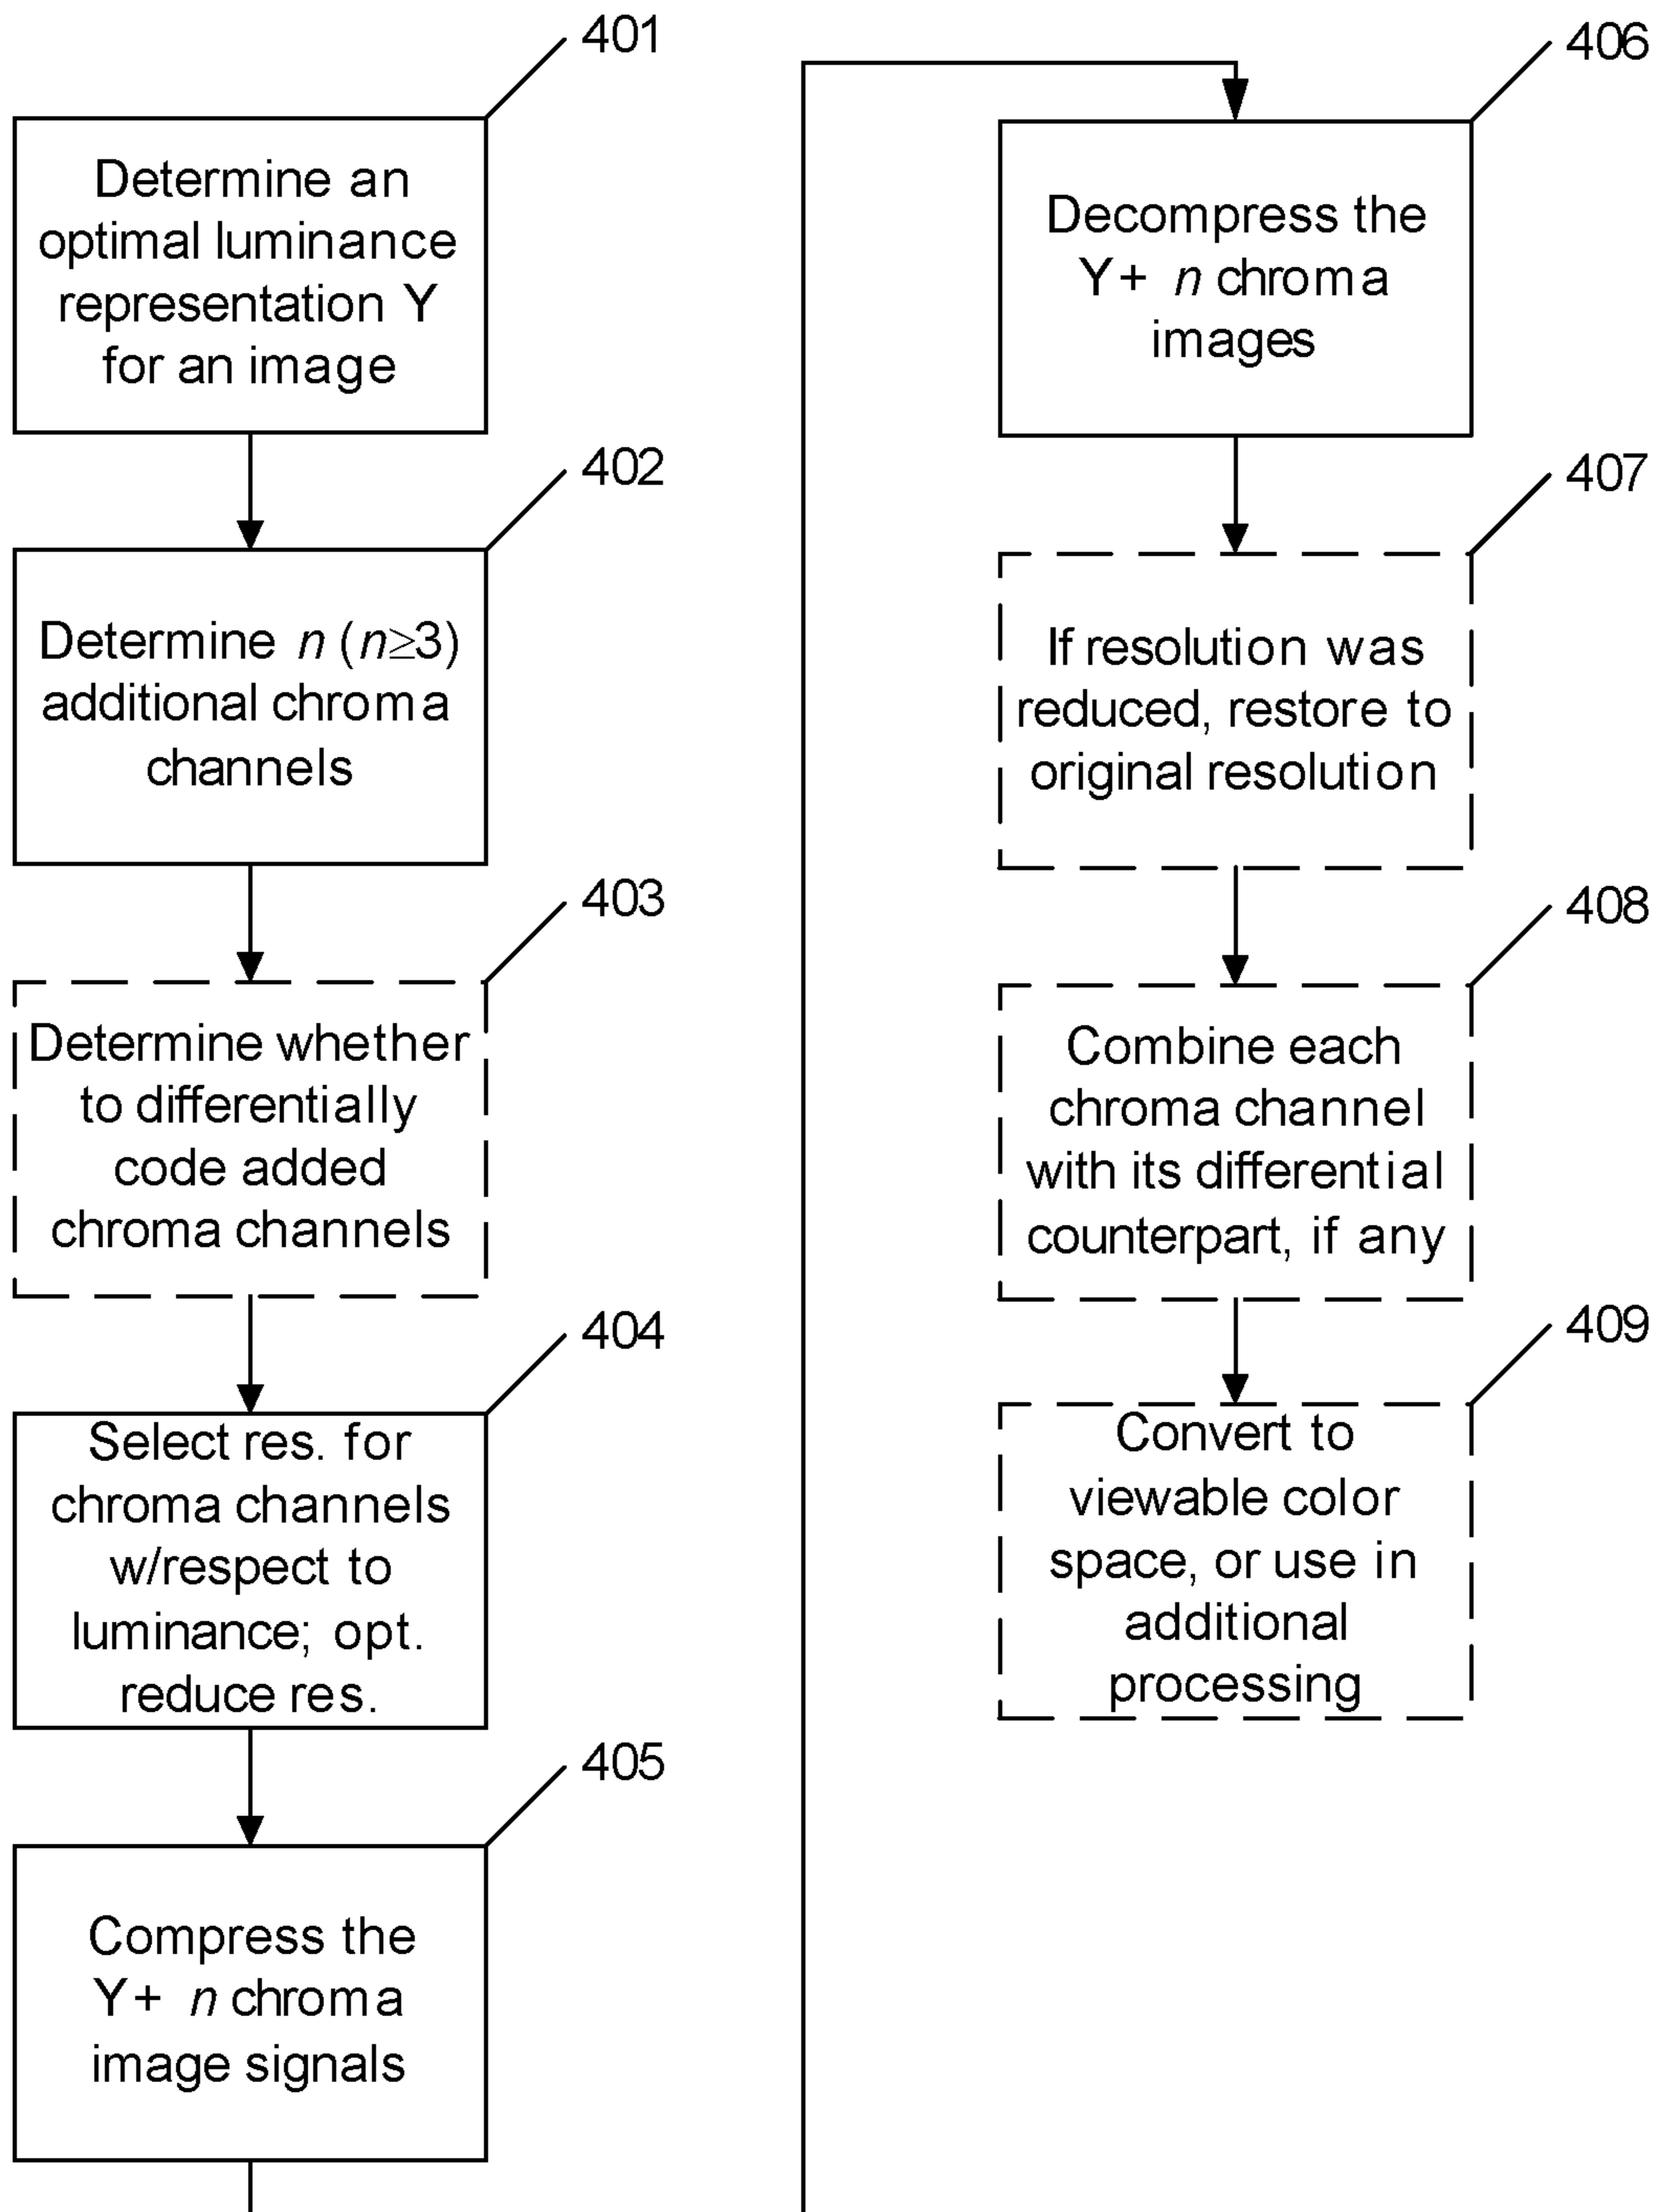 401
Determine an
optimal luminance
representation Y
for an image
402
Determine n (n≥3)
additional chroma
channels
403
Determine whether
to differentially
code added
chroma channels
404
Select res. for
chroma channels
w/respect to
luminance; opt.
reduce res.
405
Compress the
Y+ n chroma
image signals
406
Decompress the
Y+ n chroma
images
407
If resolution was
reduced, restore to
original resolution
408
Combine each
chroma channel
with its differential
counterpart, if any
409
Convert to
viewable color
space, or use in
additional
processing